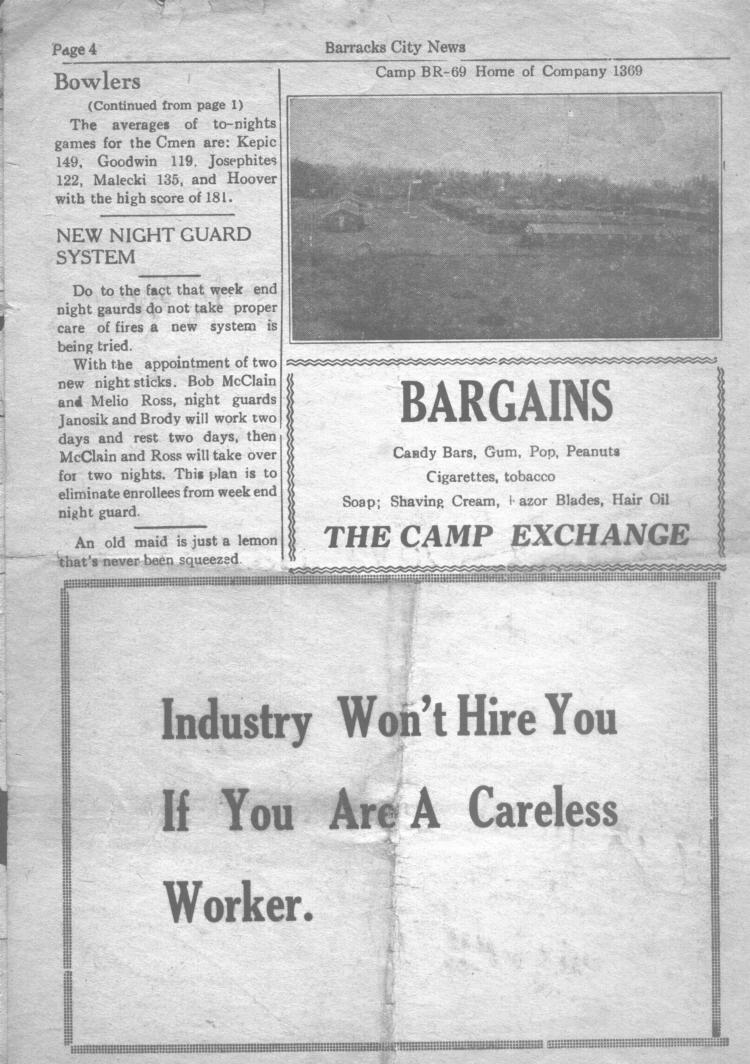 Page 4
Barracks City News
Bowlers
(Continued from page 1)
The averages of to-nights
games for the Cmen are: Kepic
149, Goodwin 119, Josephites
122, Malecki 135, and Hoover
with the high score of 181.
NEW NIGHT GUARD
SYSTEM
Do to the fact that week end
night gaurds do not take proper
care of fires a new system is
being tried.
With the appointment of two
new night sticks. Bob McClain
and Melio Ross, night guards
Janosik and Brody will work two
days and rest two days, then
McClain and Ross will take over
for two nights. This plan is to
eliminate enrollees from week end
night guard.
An old maid is just a lemon
that's never been squeezed.
Camp BR-69 Home of Company 1369
BARGAINS
Candy Bars, Gum, Pop, Peanuts
Cigarettes, tobacco
Soap; Shaving Cream, azor Blades, Hair Oil
THE CAMP EXCHANGE
Industry Won't Hire You
If You Are A Careless
Worker.